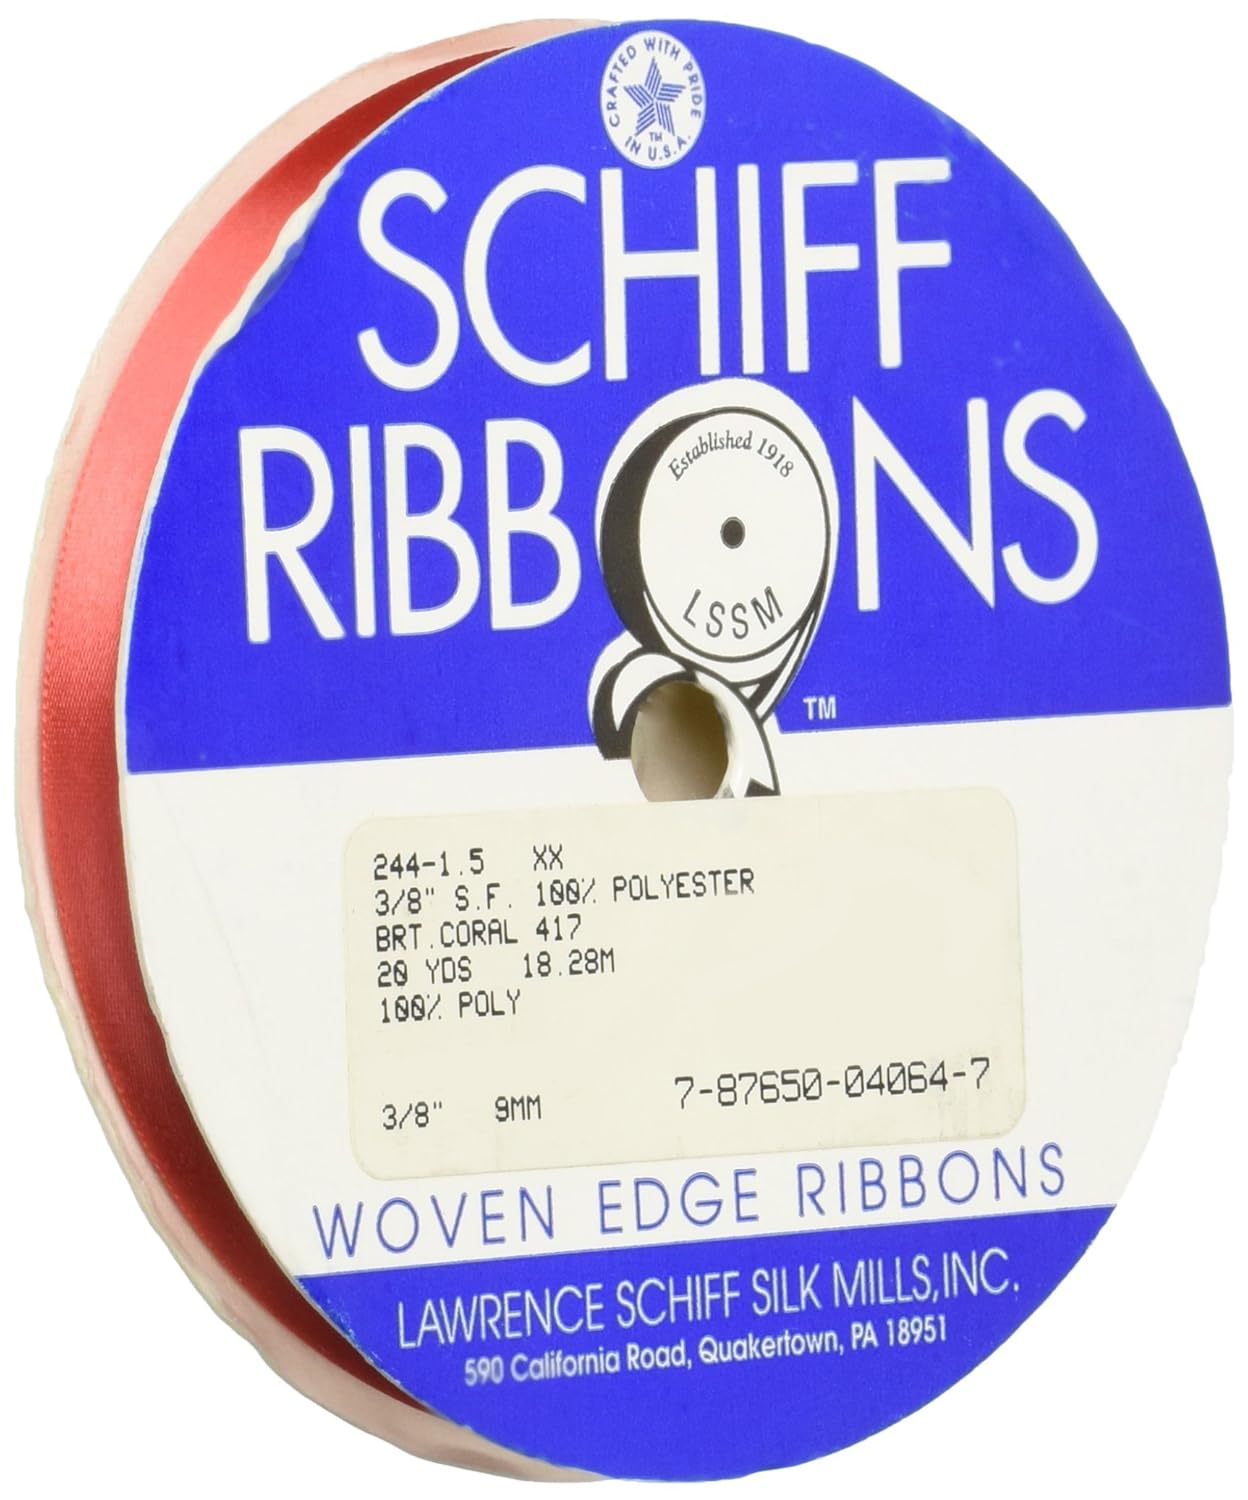 CRAFTED WITH PRIDE
TM
IN U.S.A.
SCHIFF
RIBBONS
Established 1918
LSSM
TM
244-1.5 XX
3/8" S.F. 100% POLYESTER
BRT.CORAL 417
20 YDS 18.28M
100% POLY
3/8" 9MM 7-87650-04064-7
WOVEN EDGE RIBBONS
LAWRENCE SCHIFF SILK MILLS, INC.
590 California Road, Quakertown, PA 18951